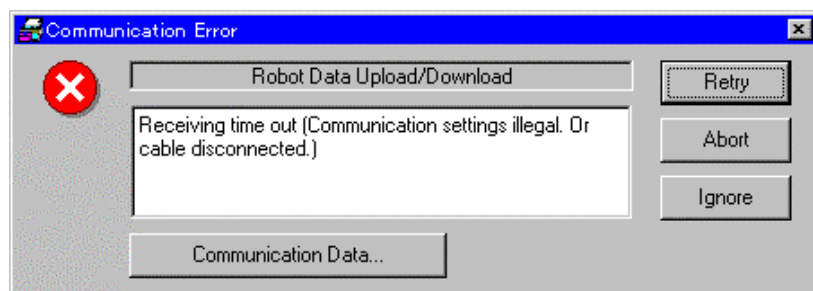 Communication Error
Robot Data Upload/Download
Retry
Receiving time out (Communication settings illegal. Or
cable disconnected.)
Abort
Ignore
Communication Data...